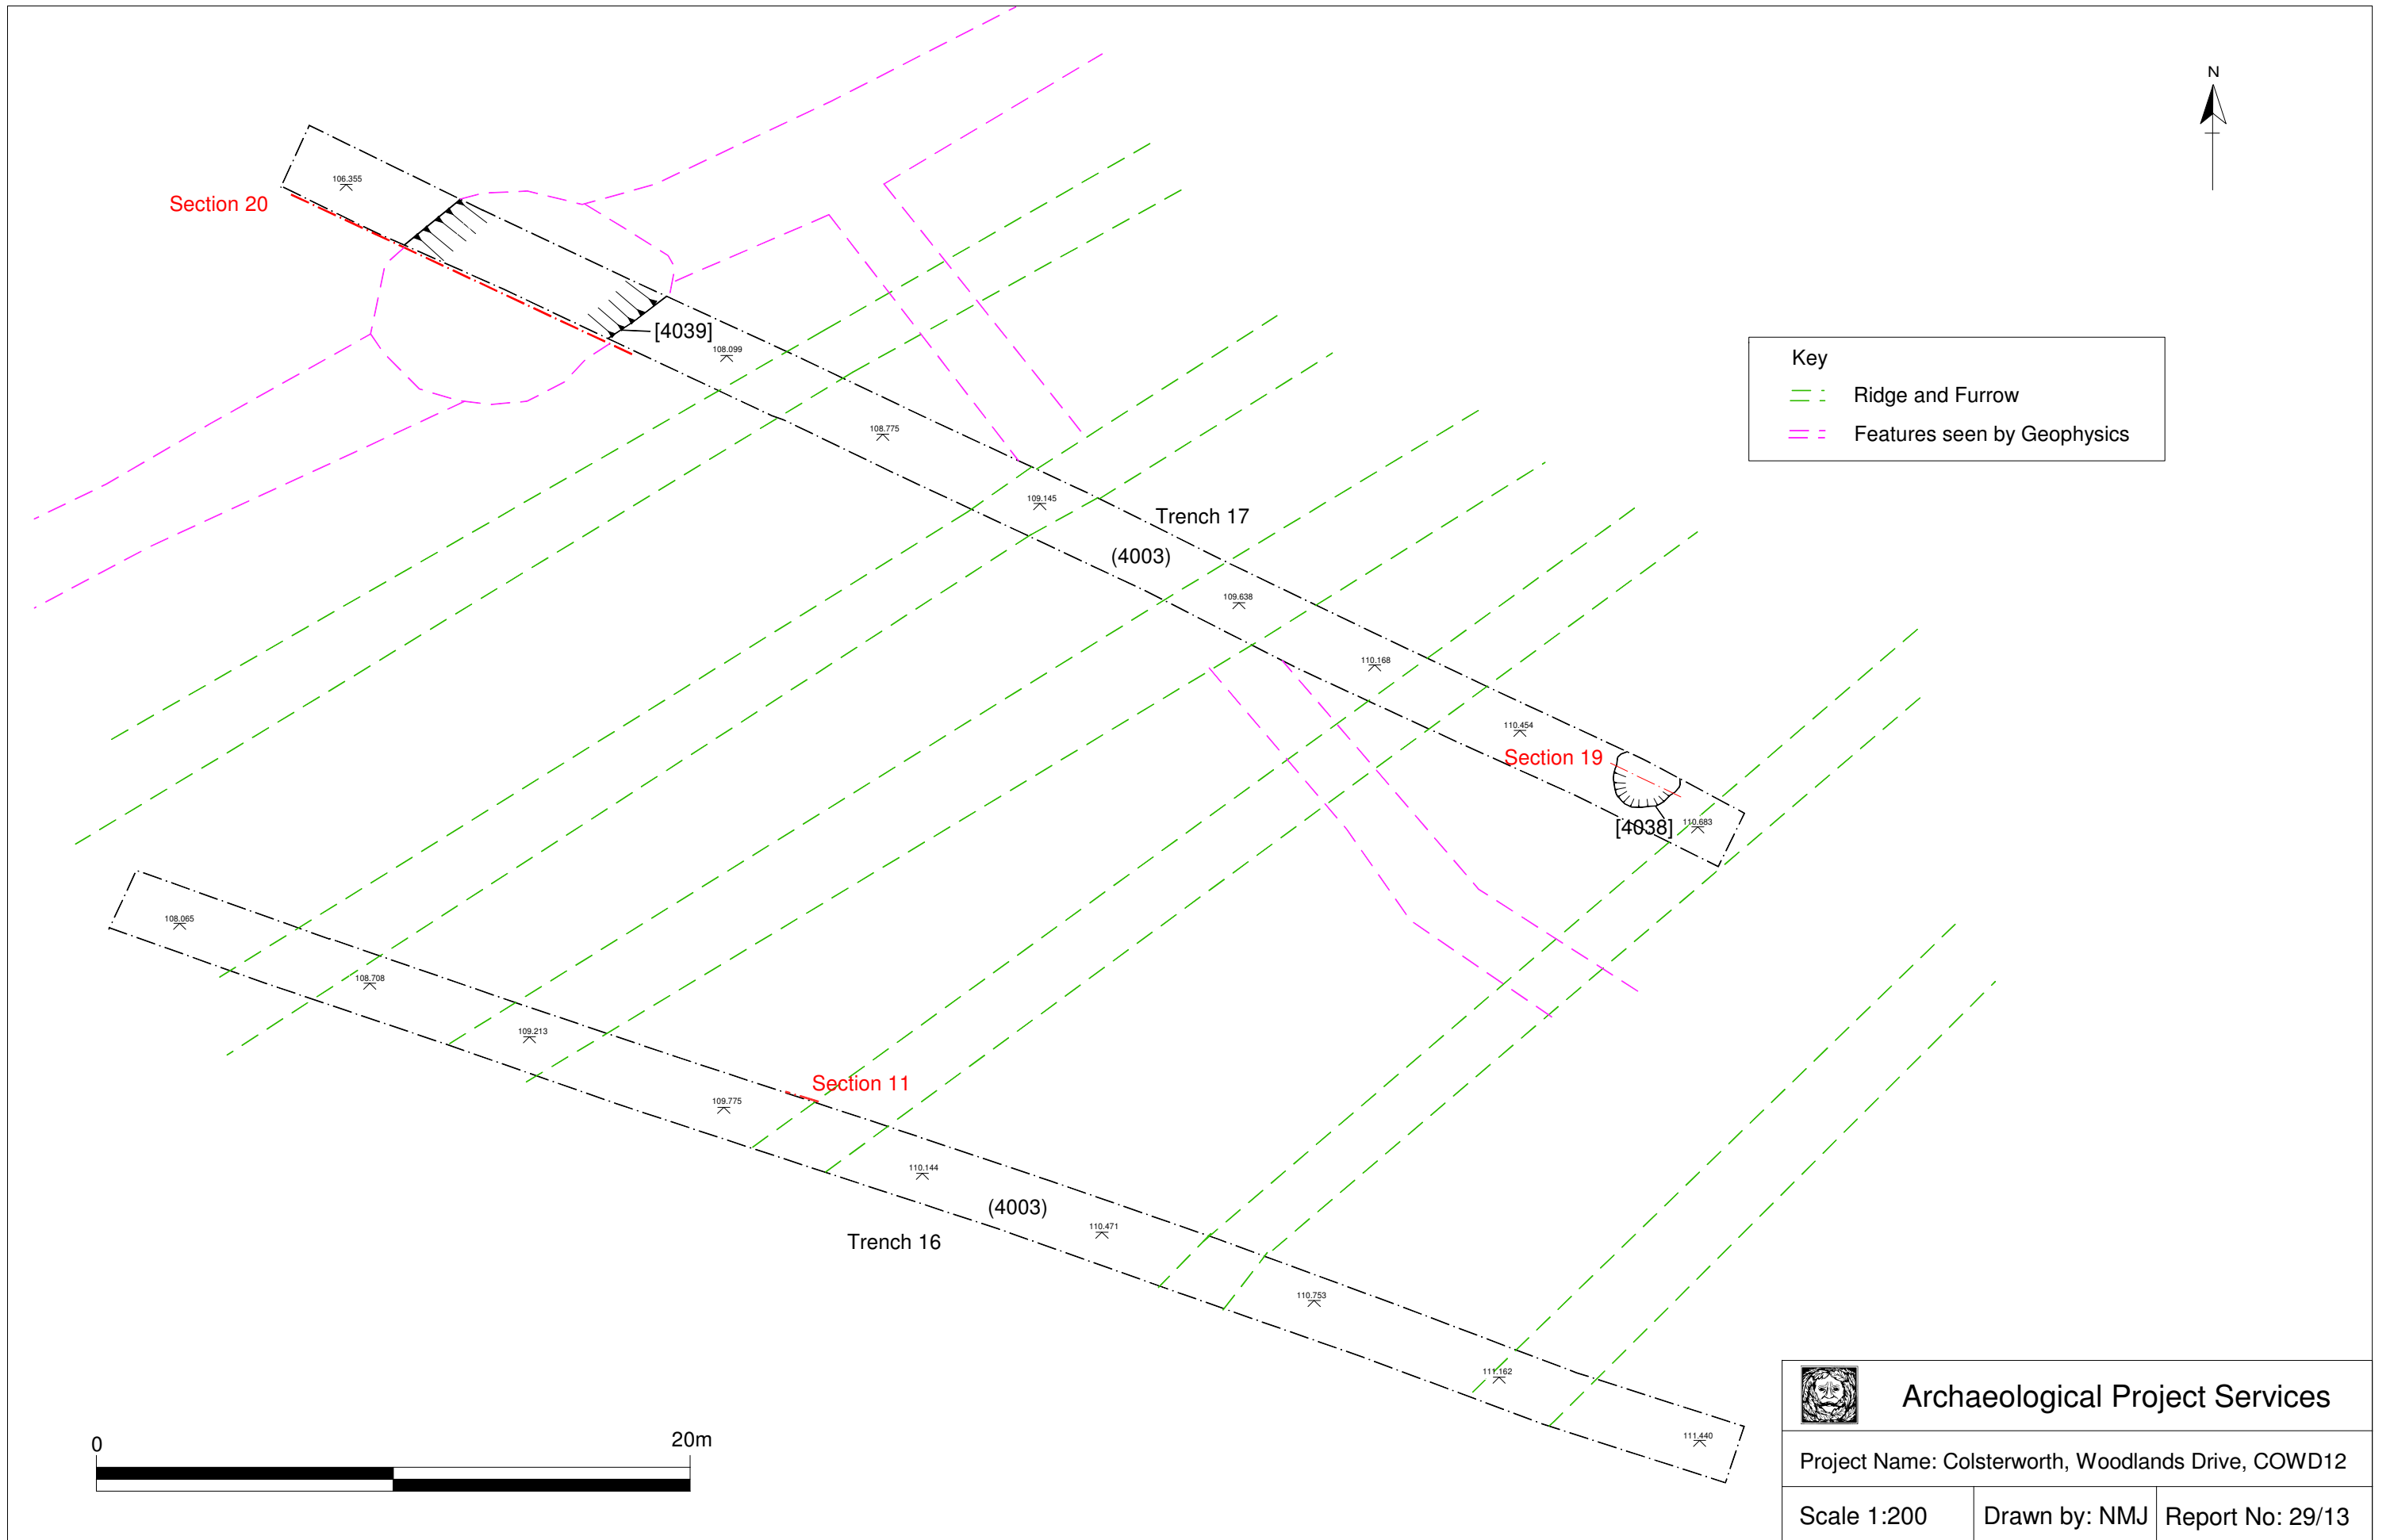 N
106.355
Section 20
[4039]
108.099
Key
Ridge and Furrow
Features seen by Geophysics
108.775
109.145
Trench 17
(4003)
109.638
110.168
110.454
Section 19
[4038]
110.683
108.065
108.708
109.213
Section 11
109.775
110.144
(4003)
110.471
Trench 16
110.753
111.162
111.440
0
20m
Archaeological Project Services
Project Name: Colsterworth, Woodlands Drive, COWD12
Scale 1:200
Drawn by: NMJ
Report No: 29/13